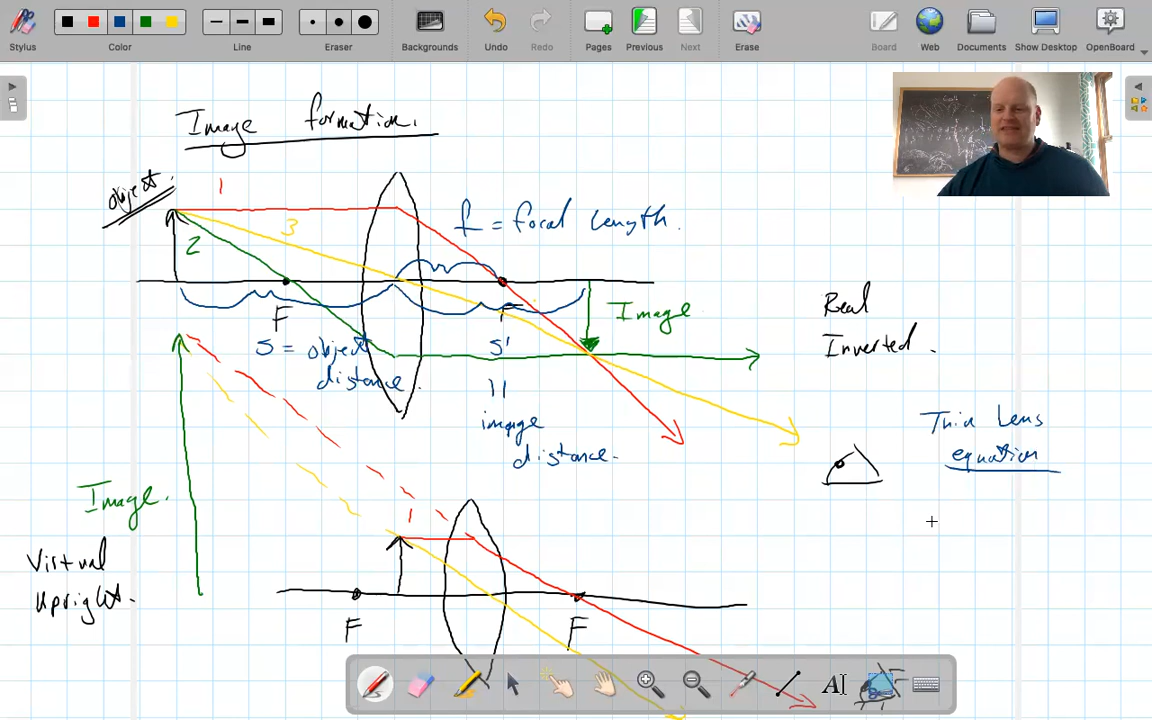 Stylus
Color
Line
Eraser
Backgrounds
Undo
Redo
Pages
Previous
Next
Erase
Board
Web
Documents
Show Desktop
OpenBoard
Image formation.
object.
1
2
3
f = focal length.
F
F
Image
Real
Inverted.
S = object
distance.
S'
||
image
distance.
Thin Lens
equation
Image.
Virtual
Upright.
1
F
F